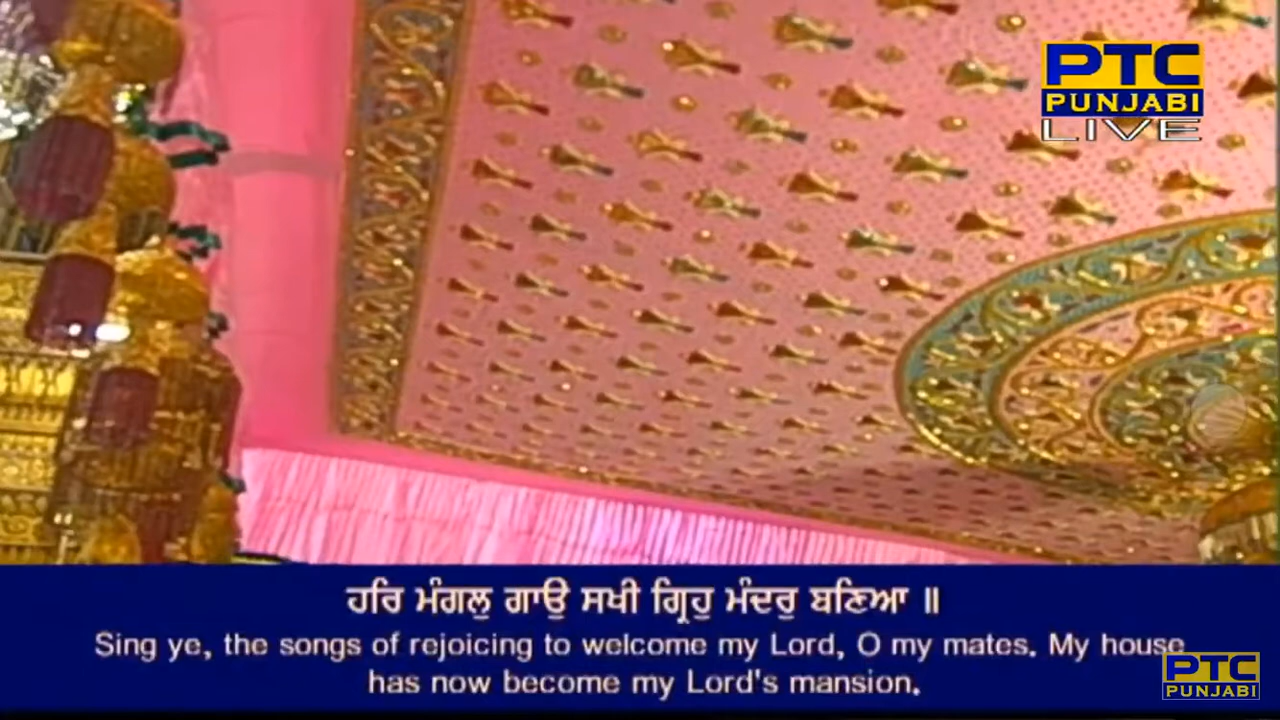 PTC
PUNJABI
LIVE
ਹਰਿ ਮੰਗਲੁ ਗਾਉ ਸਖੀ ਗ੍ਰਿਹੁ ਮੰਦਰੁ ਬਣਿਆ ॥
Sing ye, the songs of rejoicing to welcome my Lord, O my mates. My house
has now become my Lord's mansion.
PTC
PUNJABI